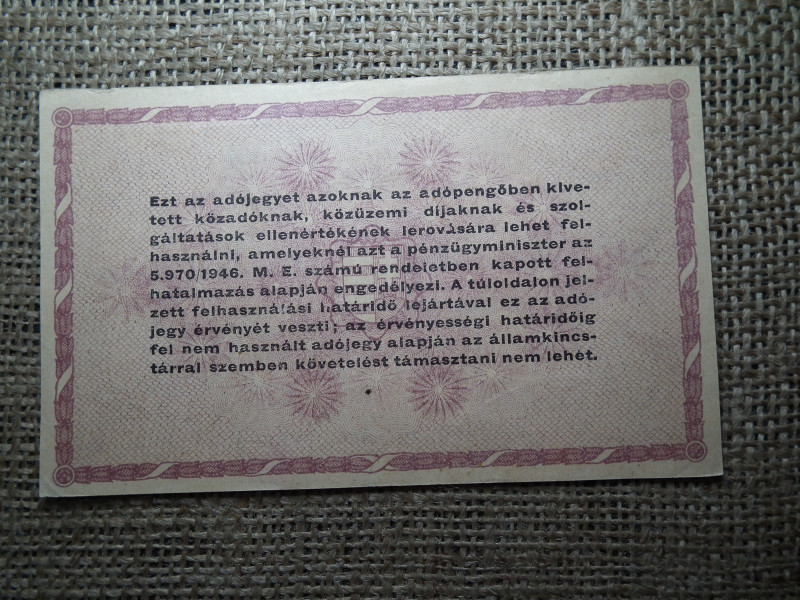 Ezt az adójegyet azoknak az adópengőben kive-
tett közadóknak, közüzemi díjaknak és szol-
gáltatások ellenértékének lerovására lehet fel-
használni, amelyeknél azt a pénzügyminiszter az
5.970/1946. M. E. számú rendeletben kapott fel-
hatalmazás alapján engedélyezi. A túloldalon jel-
zett felhasználási határidő lejártával ez az adó-
jegy érvényét veszti; az érvényességi határidőig
fel nem használt adójegy alapján az államkincs-
tárral szemben követelést támasztani nem lehet.